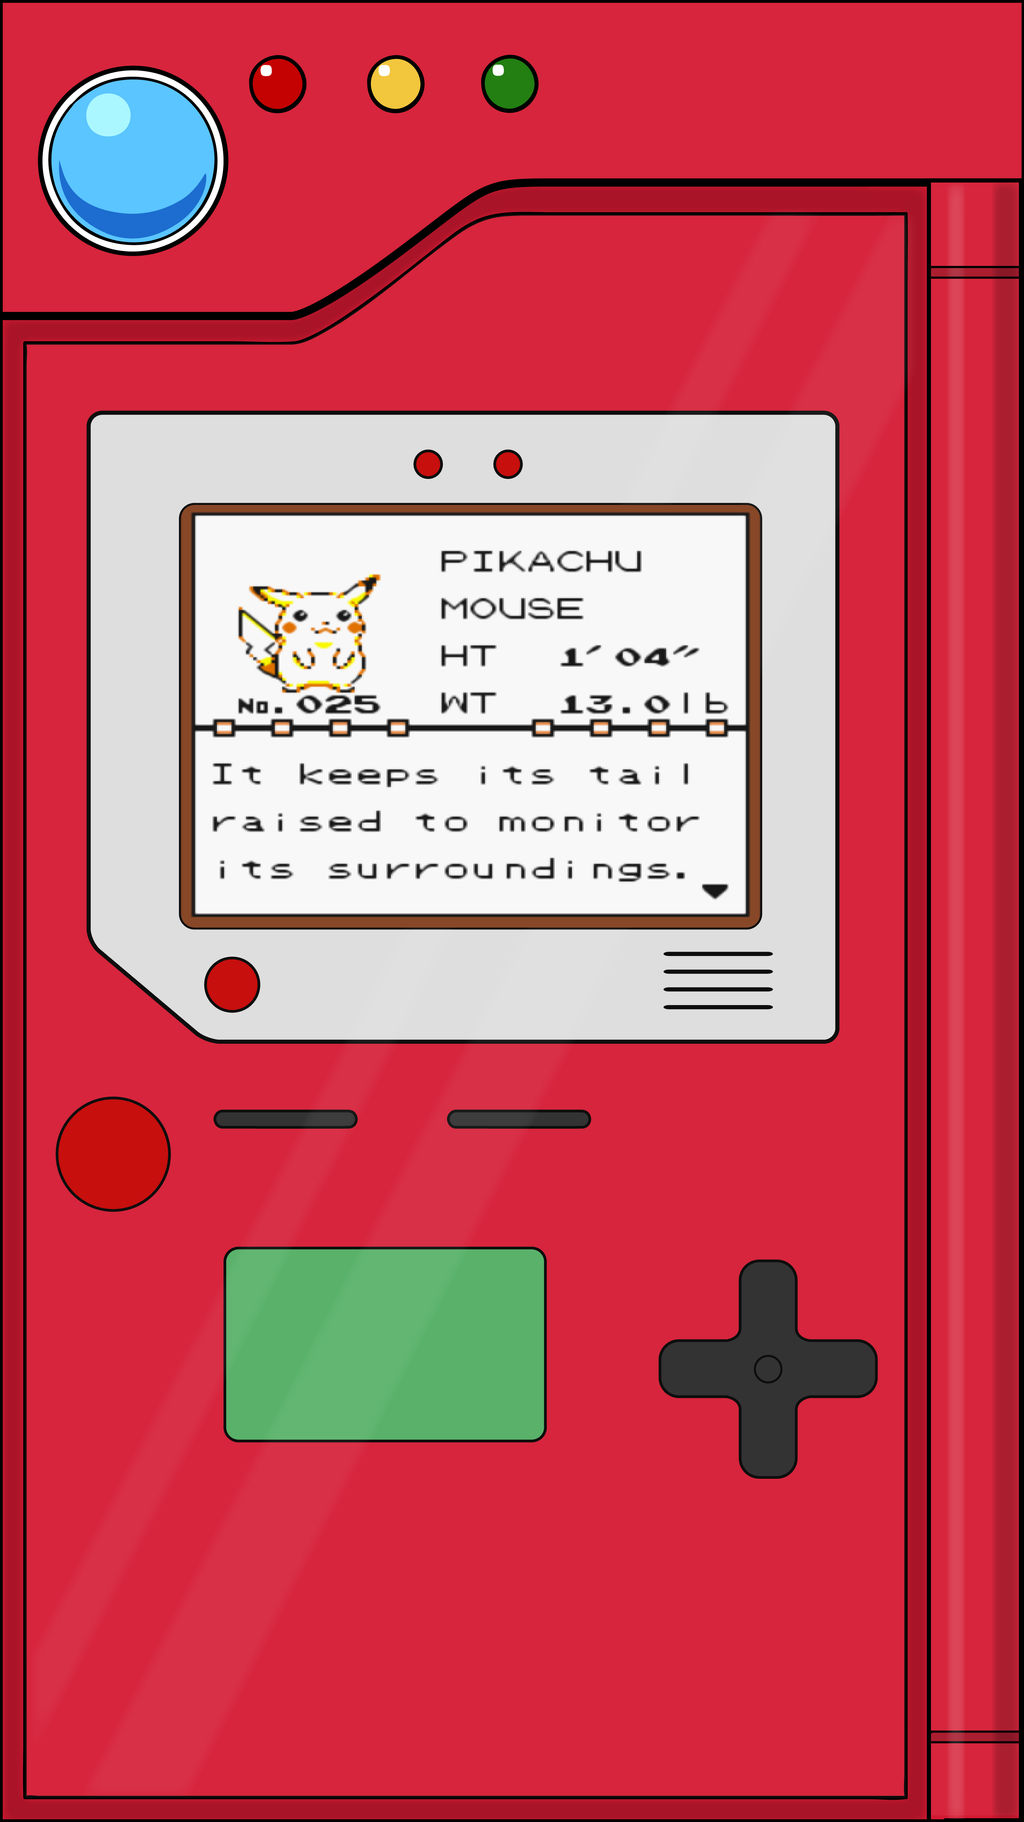 PIKACHU
MOUSE
HT 1′04″
No.025 WT 13.0lb
It keeps its tail
raised to monitor
its surroundings.